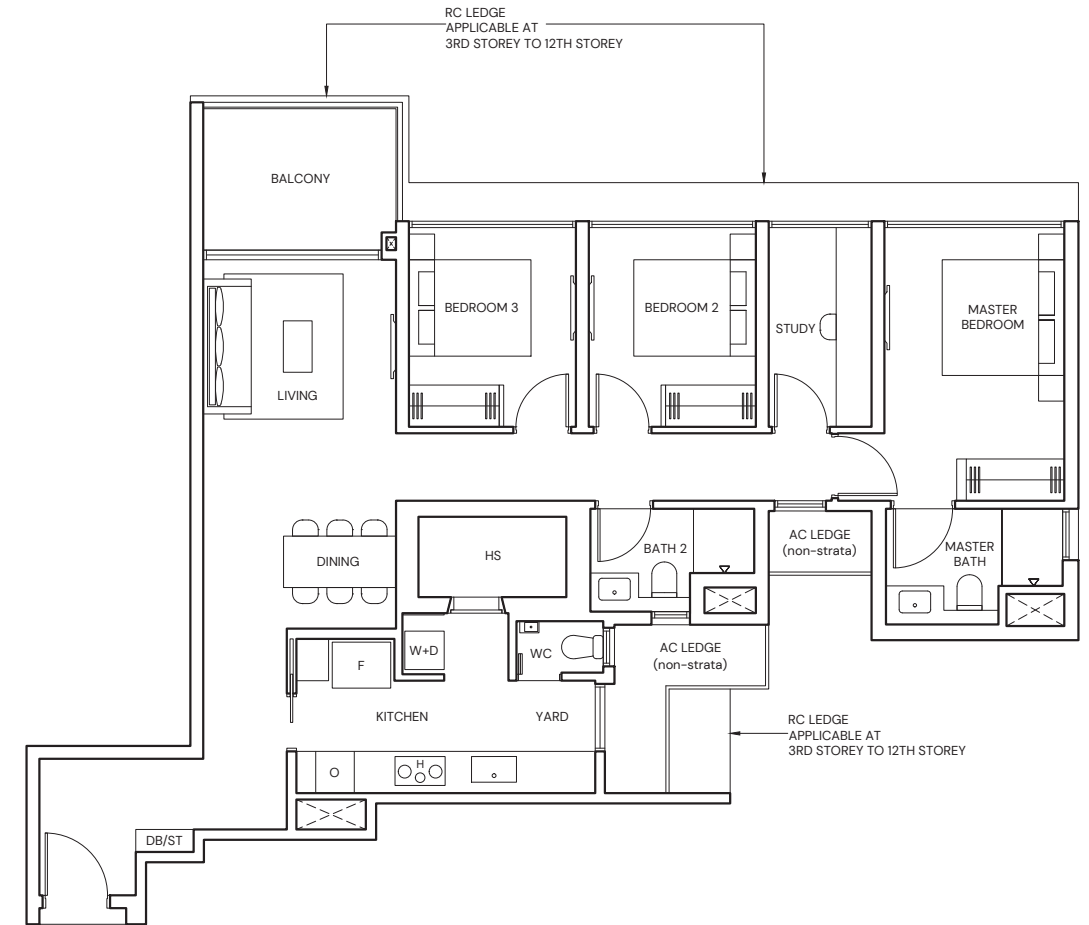 RC LEDGE
APPLICABLE AT
3RD STOREY TO 12TH STOREY
BALCONY
BEDROOM 3
BEDROOM 2
STUDY
MASTER
BEDROOM
LIVING
DINING
HS
BATH 2
AC LEDGE
(non-strata)
MASTER
BATH
W+D
WC
AC LEDGE
(non-strata)
F
KITCHEN
YARD
RC LEDGE
APPLICABLE AT
3RD STOREY TO 12TH STOREY
O
H
DB/ST